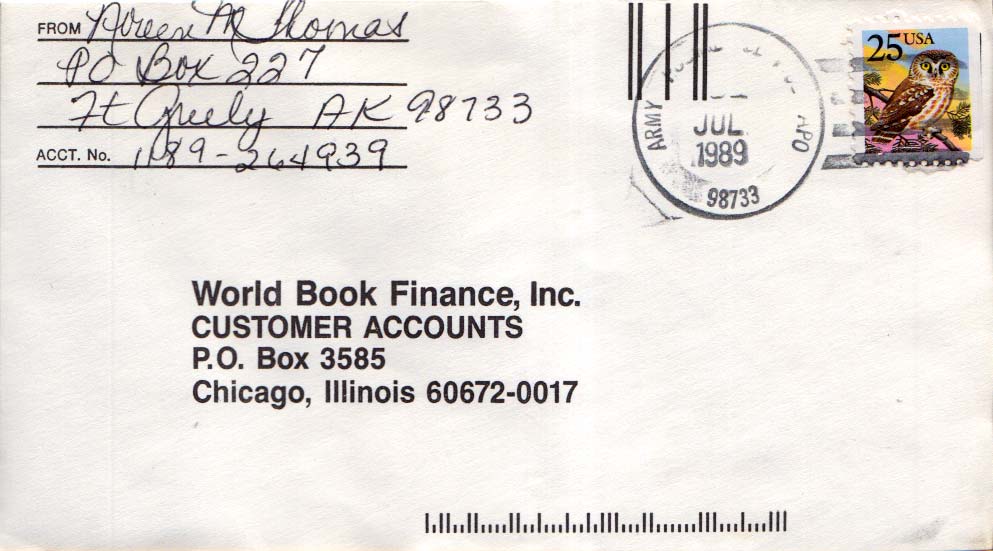 FROM Noreen M Thomas
PO Box 227
Ft Greely AK 98733
ACCT. No. 1189-264939
25 USA
ARMY APO
JUL
1989
98733
World Book Finance, Inc.
CUSTOMER ACCOUNTS
P.O. Box 3585
Chicago, Illinois 60672-0017